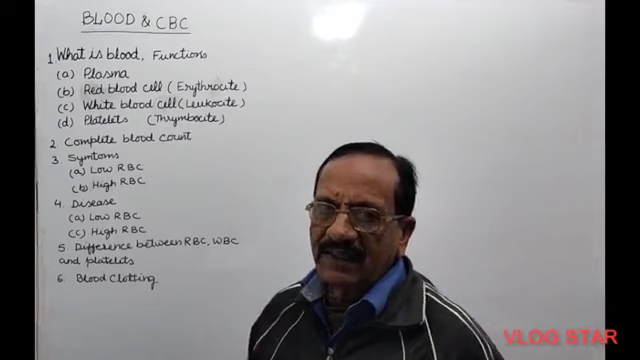 BLOOD & CBC
1 What is blood, Functions
(a) Plasma
(b) Red blood cell (Erythrocite)
(c) White blood cell (Leukocite)
(d) Platelets (Thrymbocite)
2. Complete blood count
3. Symtoms
(a) Low RBC
(b) High RBC
4. Disease
(a) Low RBC
(c) High RBC
5. Difference between RBC, WBC
and platelets
6. Blood Clotting
VLOG STAR